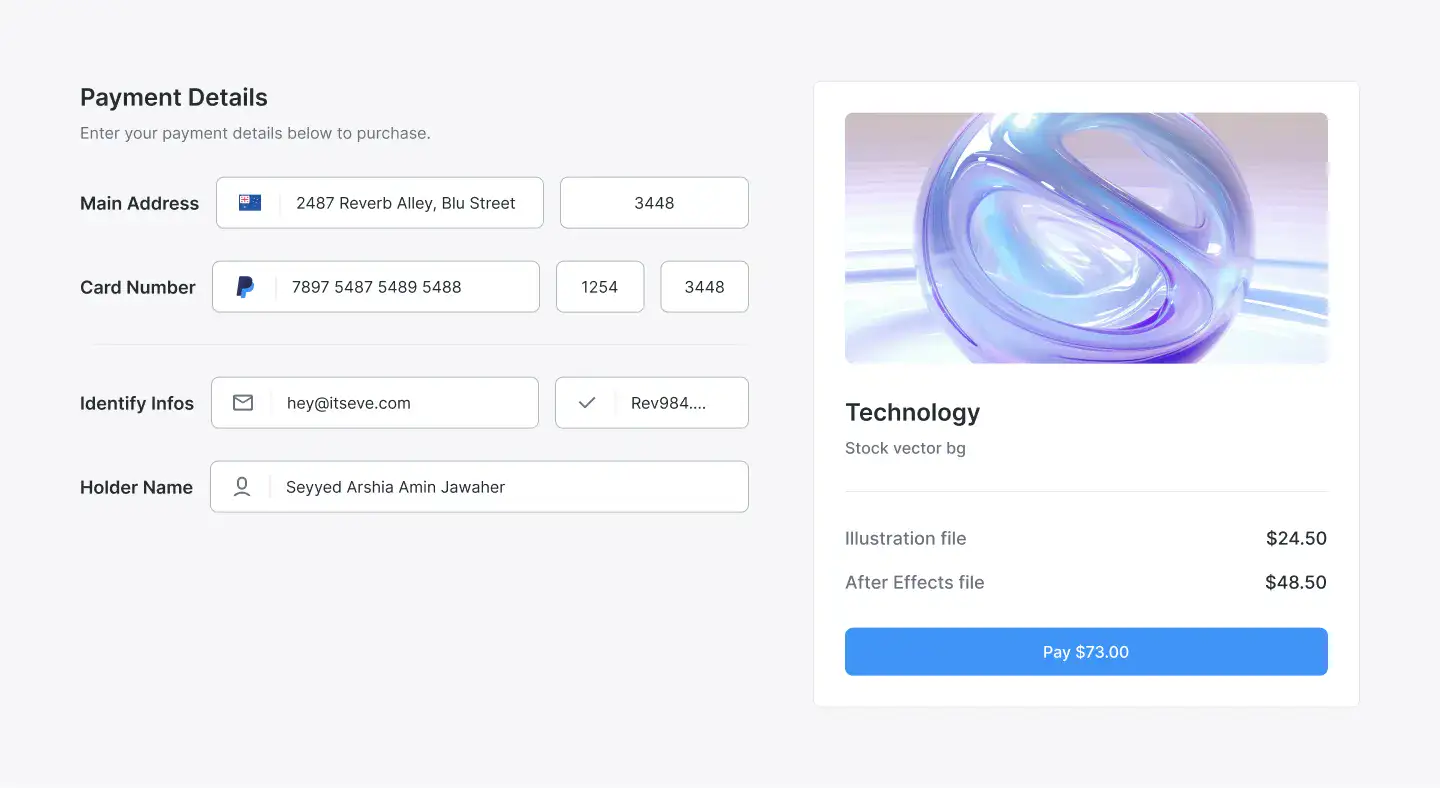 Payment Details
Enter your payment details below to purchase.
Main Address 2487 Reverb Alley, Blu Street 3448
Card Number 7897 5487 5489 5488 1254 3448
Identify Infos hey@itseve.com Rev984....
Holder Name Seyyed Arshia Amin Jawaher
Technology
Stock vector bg
Illustration file $24.50
After Effects file $48.50
Pay $73.00